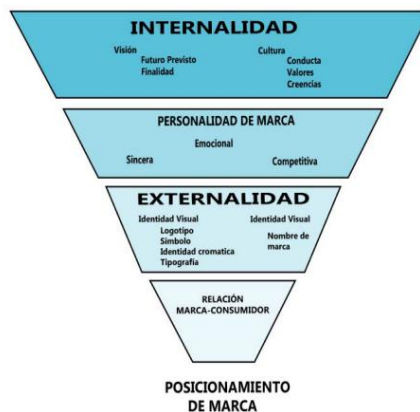 INTERNALIDAD
Visión
Futuro Previsto
Finalidad
Cultura
Conducta
Valores
Creencias
PERSONALIDAD DE MARCA
Emocional
Sincera
Competitiva
EXTERNALIDAD
Identidad Visual
Logotipo
Simbolo
Identidad cromatica
Tipografía
Identidad Visual
Nombre de
marca
RELACIÓN
MARCA-CONSUMIDOR
POSICIONAMIENTO
DE MARCA